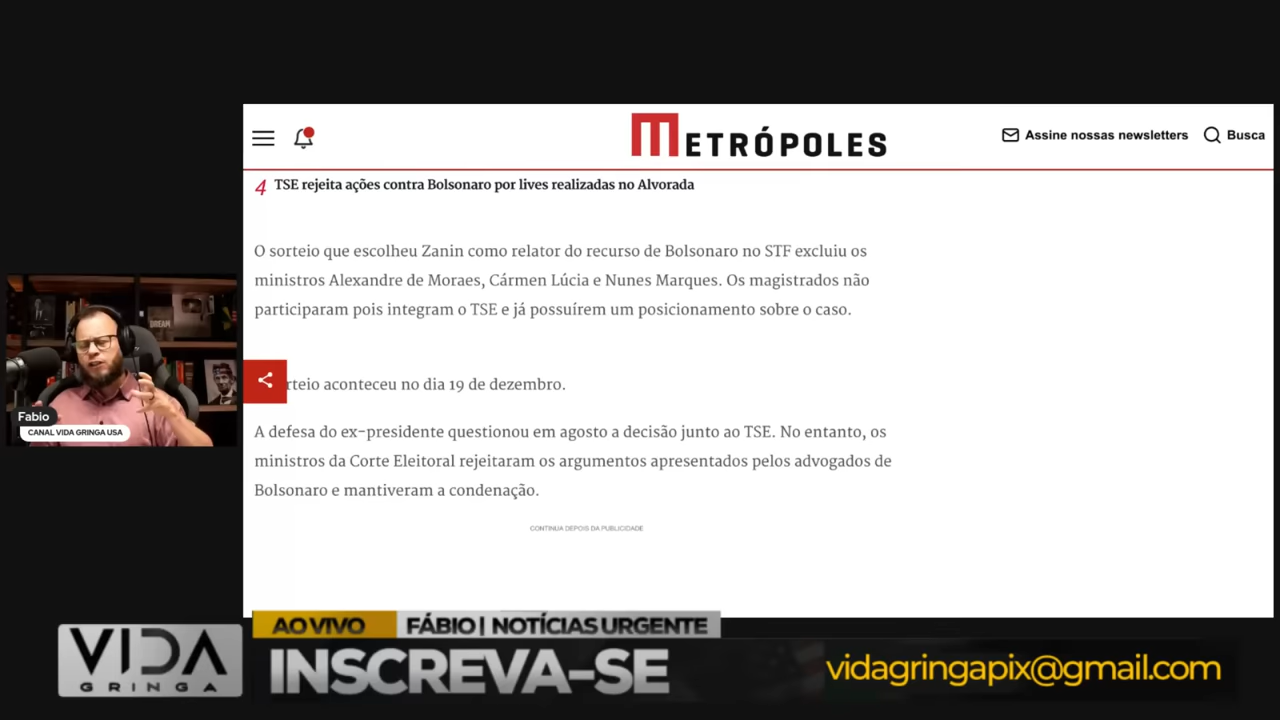 METRÓPOLES
Assine nossas newsletters
Busca
4 TSE rejeita ações contra Bolsonaro por lives realizadas no Alvorada
O sorteio que escolheu Zanin como relator do recurso de Bolsonaro no STF excluiu os
ministros Alexandre de Moraes, Cármen Lúcia e Nunes Marques. Os magistrados não
participaram pois integram o TSE e já possuírem um posicionamento sobre o caso.
rteio aconteceu no dia 19 de dezembro.
A defesa do ex-presidente questionou em agosto a decisão junto ao TSE. No entanto, os
ministros da Corte Eleitoral rejeitaram os argumentos apresentados pelos advogados de
Bolsonaro e mantiveram a condenação.
CONTINUA DEPOIS DA PUBLICIDADE
DREAM
Fabio
CANAL VIDA GRINGA USA
AO VIVO
FÁBIO | NOTÍCIAS URGENTE
VIDA
GRINGA
INSCREVA-SE
vidagringapix@gmail.com